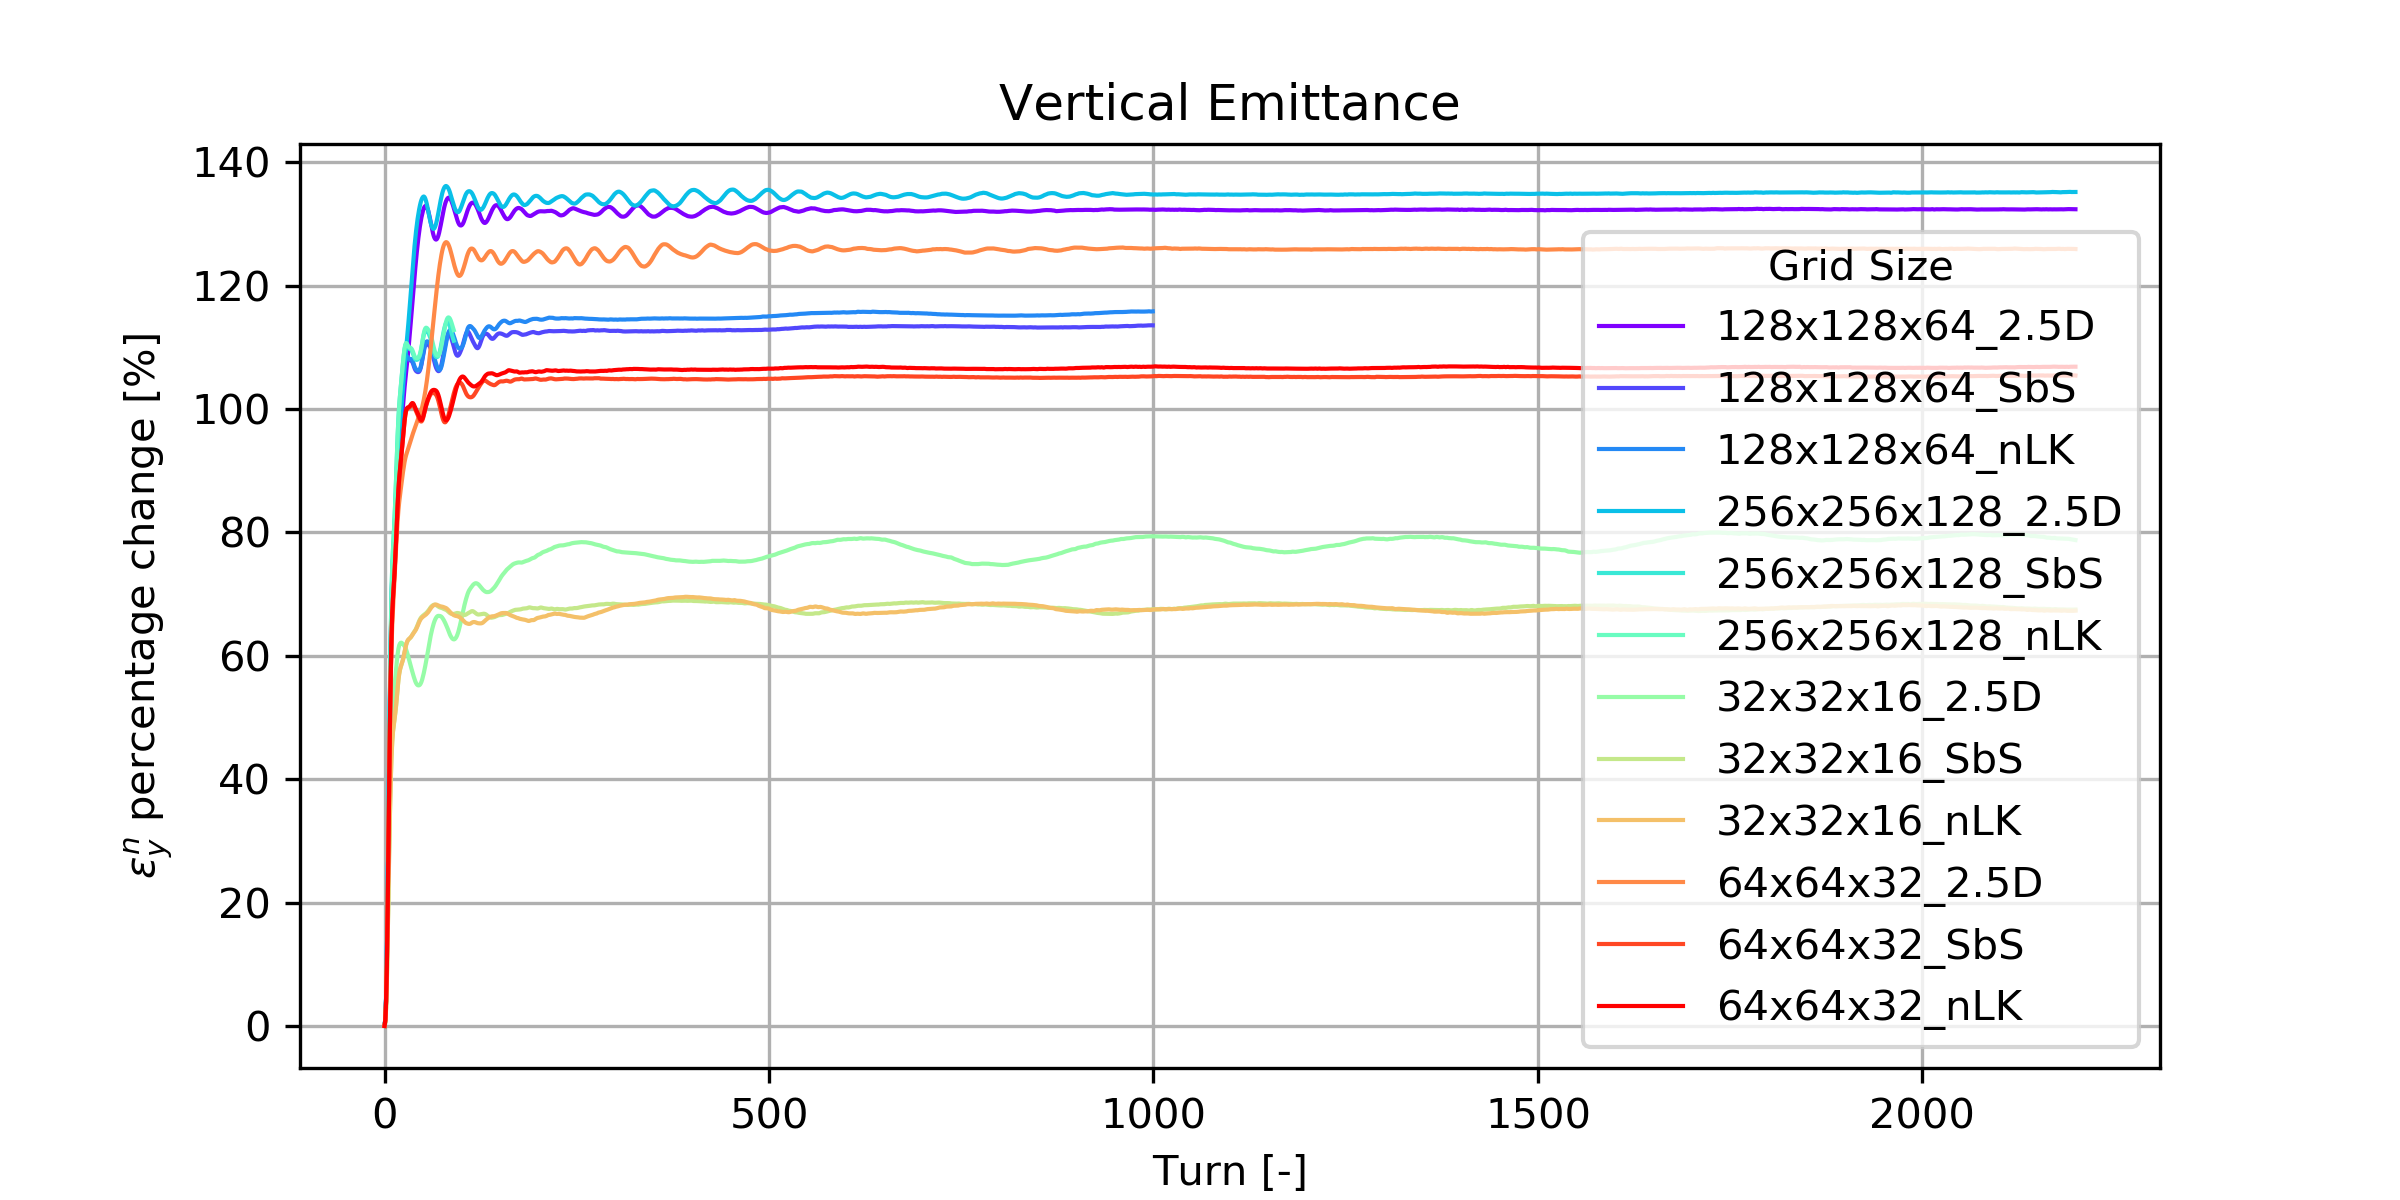 Vertical Emittance
140
120
100
80
60
40
20
0
ε_y^n percentage change [%]
0 500 1000 1500 2000
Turn [-]
Grid Size
128x128x64_2.5D
128x128x64_SbS
128x128x64_nLK
256x256x128_2.5D
256x256x128_SbS
256x256x128_nLK
32x32x16_2.5D
32x32x16_SbS
32x32x16_nLK
64x64x32_2.5D
64x64x32_SbS
64x64x32_nLK